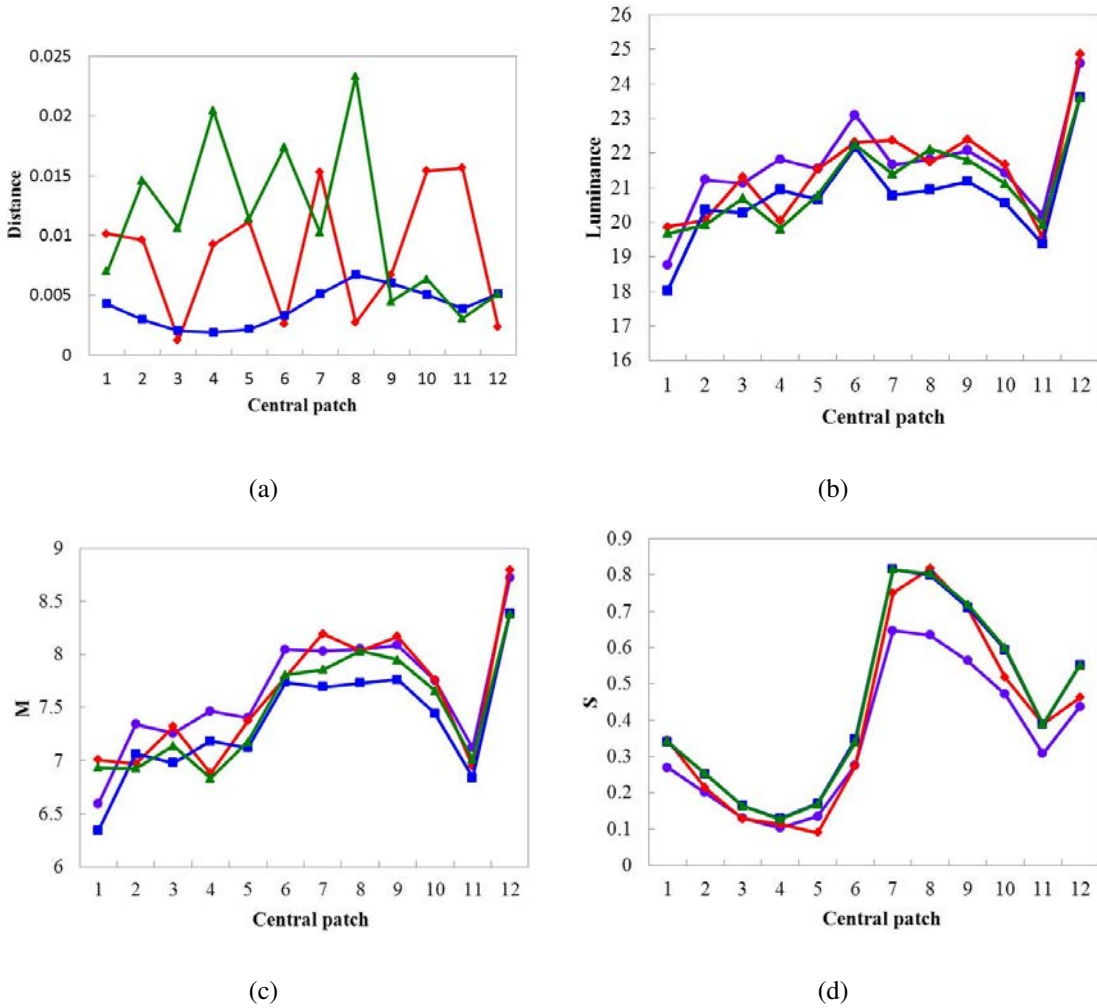 0.025
0.02
0.015
0.01
0.005
0
Distance
1 2 3 4 5 6 7 8 9 10 11 12
Central patch
(a)
26
25
24
23
22
21
20
19
18
17
16
Luminance
1 2 3 4 5 6 7 8 9 10 11 12
Central patch
(b)
9
8.5
8
7.5
7
6.5
6
M
1 2 3 4 5 6 7 8 9 10 11 12
Central patch
(c)
0.9
0.8
0.7
0.6
0.5
0.4
0.3
0.2
0.1
0
S
1 2 3 4 5 6 7 8 9 10 11 12
Central patch
(d)